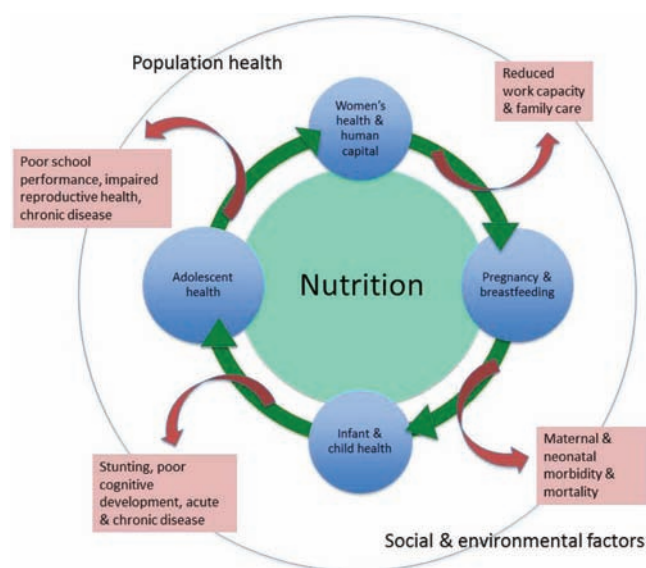 Population health
Reduced
work capacity
& family care
Women's
health &
human
capital
Poor school
performance, impaired
reproductive health,
chronic disease
Adolescent
health
Nutrition
Pregnancy &
breastfeeding
Infant &
child health
Stunting, poor
cognitive
development, acute
& chronic disease
Maternal &
neonatal
morbidity &
mortality
Social & environmental factors